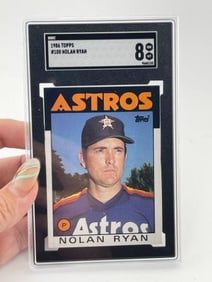 1986 TOPPS
#100 NOLAN RYAN
8
ASTROS
Topps
P
Astros
NOLAN RYAN